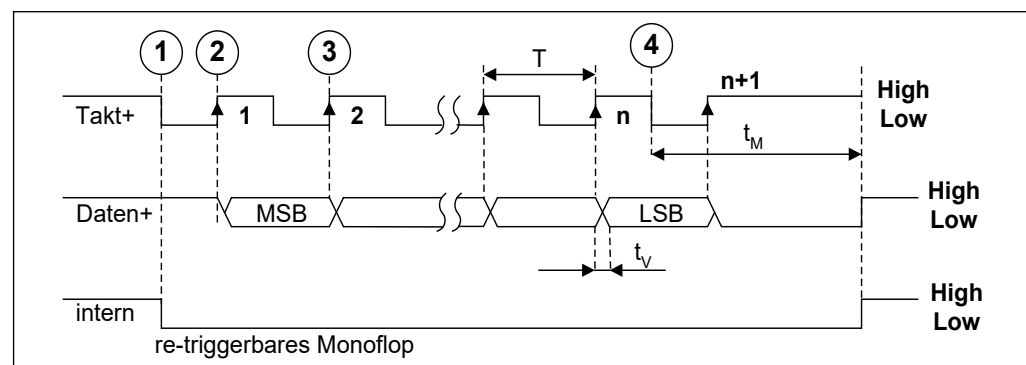 1 2 3 4
T
n+1
Takt+ 1 2 n High
Low
tM
Daten+ MSB LSB High
Low
tV
intern High
Low
re-triggerbares Monoflop